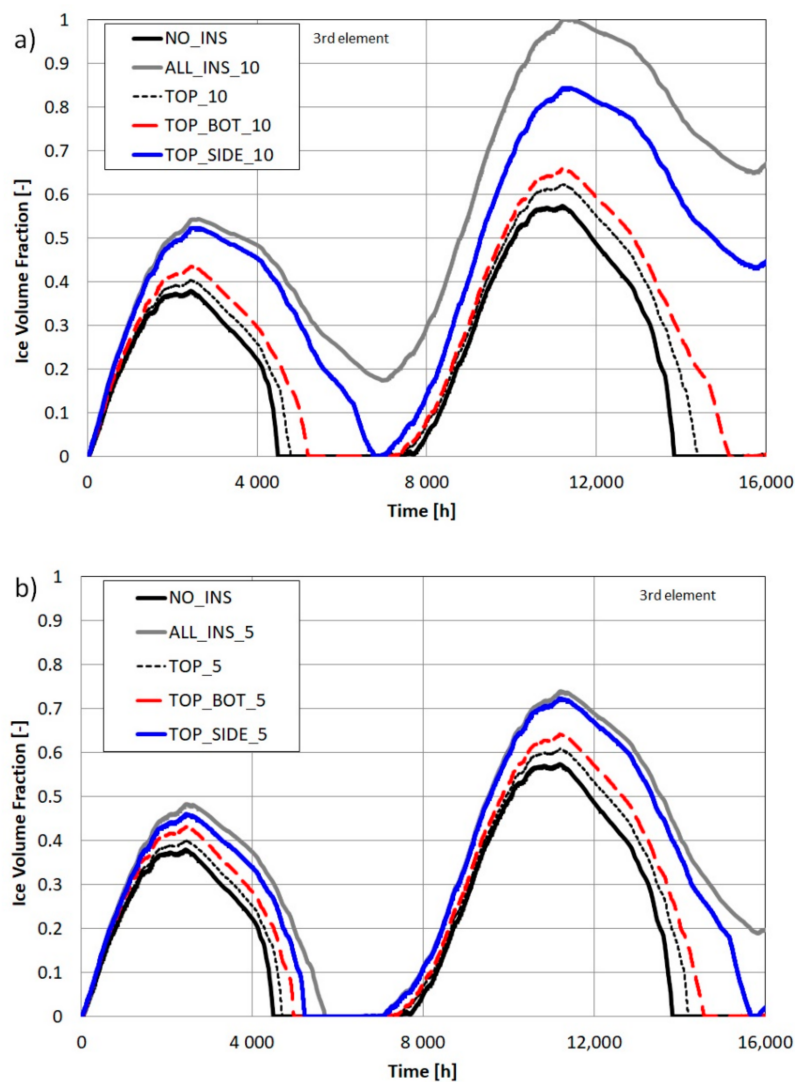 a)
3rd element
NO_INS
ALL_INS_10
TOP_10
TOP_BOT_10
TOP_SIDE_10
Ice Volume Fraction [-]
1
0.9
0.8
0.7
0.6
0.5
0.4
0.3
0.2
0.1
0
0 4 000 8 000 12,000 16,000
Time [h]
b)
3rd element
NO_INS
ALL_INS_5
TOP_5
TOP_BOT_5
TOP_SIDE_5
Ice Volume Fraction [-]
1
0.9
0.8
0.7
0.6
0.5
0.4
0.3
0.2
0.1
0
0 4 000 8 000 12,000 16,000
Time [h]